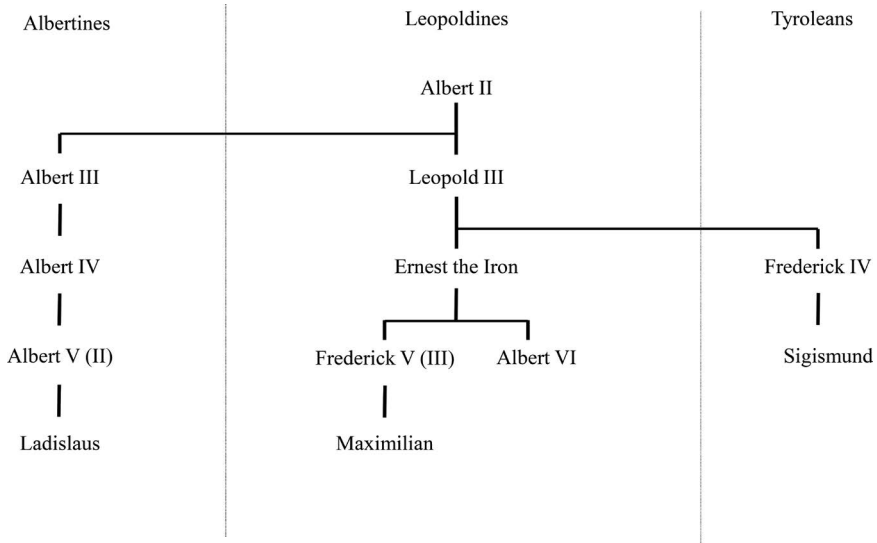 Albertines
Leopoldines
Tyroleans
Albert II
Albert III
Leopold III
Albert IV
Ernest the Iron
Frederick IV
Albert V (II)
Frederick V (III)
Albert VI
Sigismund
Ladislaus
Maximilian